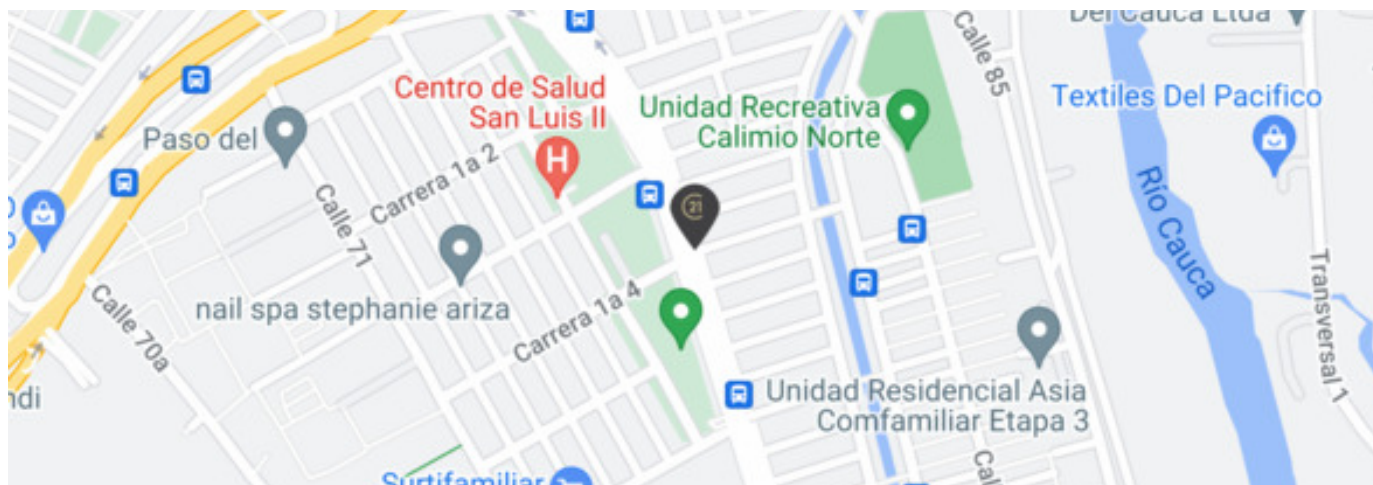 Del Cauca Ltda
Calle 85
Centro de Salud
San Luis II
Unidad Recreativa
Calimio Norte
Textiles Del Pacifico
Paso del
Carrera 1a 2
21
Calle 71
Río Cauca
nail spa stephanie ariza
Carrera 1a 4
Calle 70a
Transversal 1
Unidad Residencial Asia
Comfamiliar Etapa 3
ndi
Cal
Surtifamiliar
H